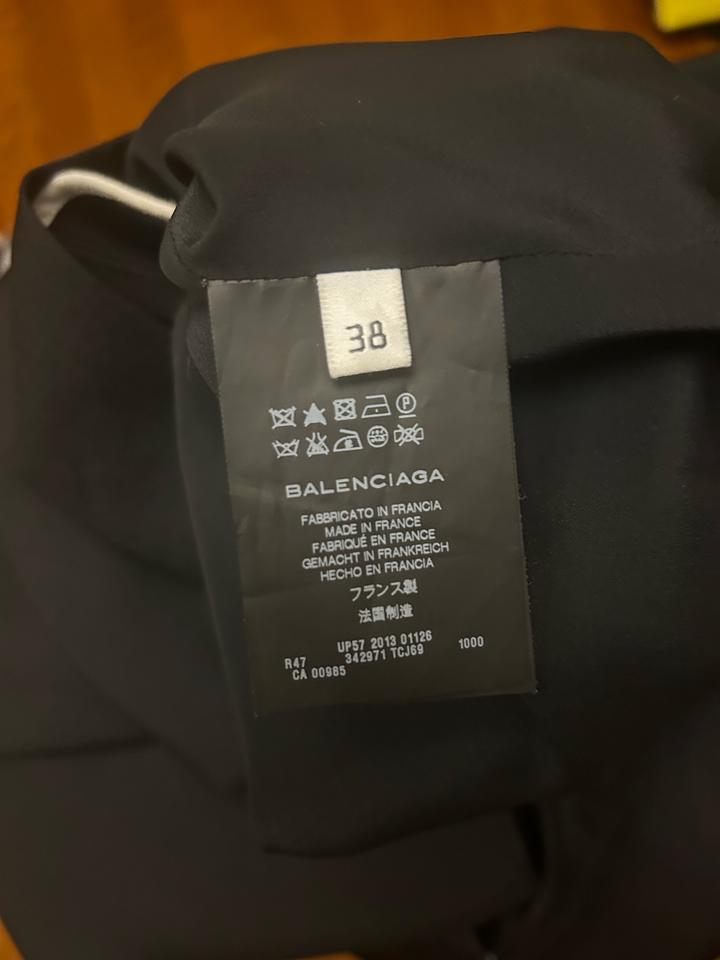 38
BALENCIAGA
FABBRICATO IN FRANCIA
MADE IN FRANCE
FABRIQUÉ EN FRANCE
GEMACHT IN FRANKREICH
HECHO EN FRANCIA
フランス製
法国制造
UP57 2013 01126 1000
R47 342971 TCJ69
CA 00985